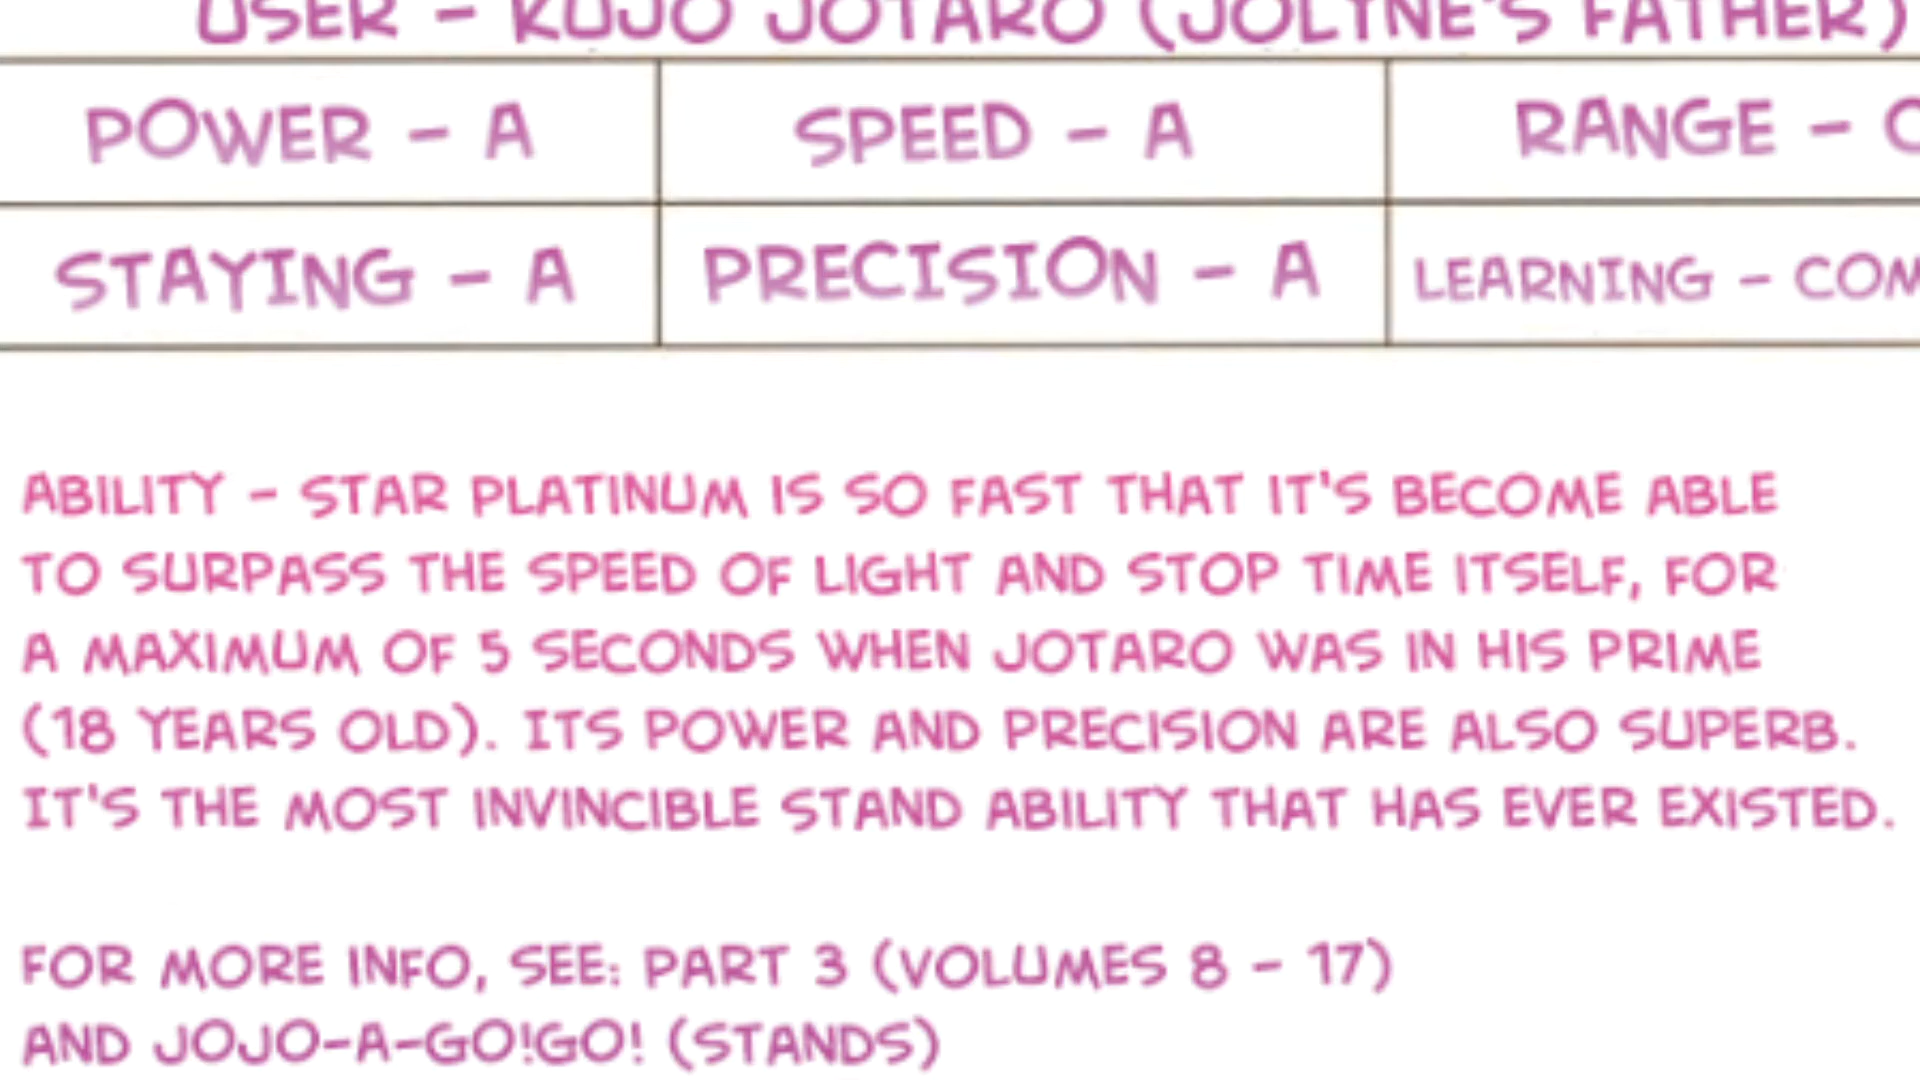 USER - KUJO JOTARO (JOLYNE'S FATHER)
POWER - A
SPEED - A
RANGE - C
STAYING - A
PRECISION - A
LEARNING - COM
ABILITY - STAR PLATINUM IS SO FAST THAT IT'S BECOME ABLE
TO SURPASS THE SPEED OF LIGHT AND STOP TIME ITSELF, FOR
A MAXIMUM OF 5 SECONDS WHEN JOTARO WAS IN HIS PRIME
(18 YEARS OLD). ITS POWER AND PRECISION ARE ALSO SUPERB.
IT'S THE MOST INVINCIBLE STAND ABILITY THAT HAS EVER EXISTED.
FOR MORE INFO, SEE: PART 3 (VOLUMES 8 - 17)
AND JOJO-A-GO!GO! (STANDS)